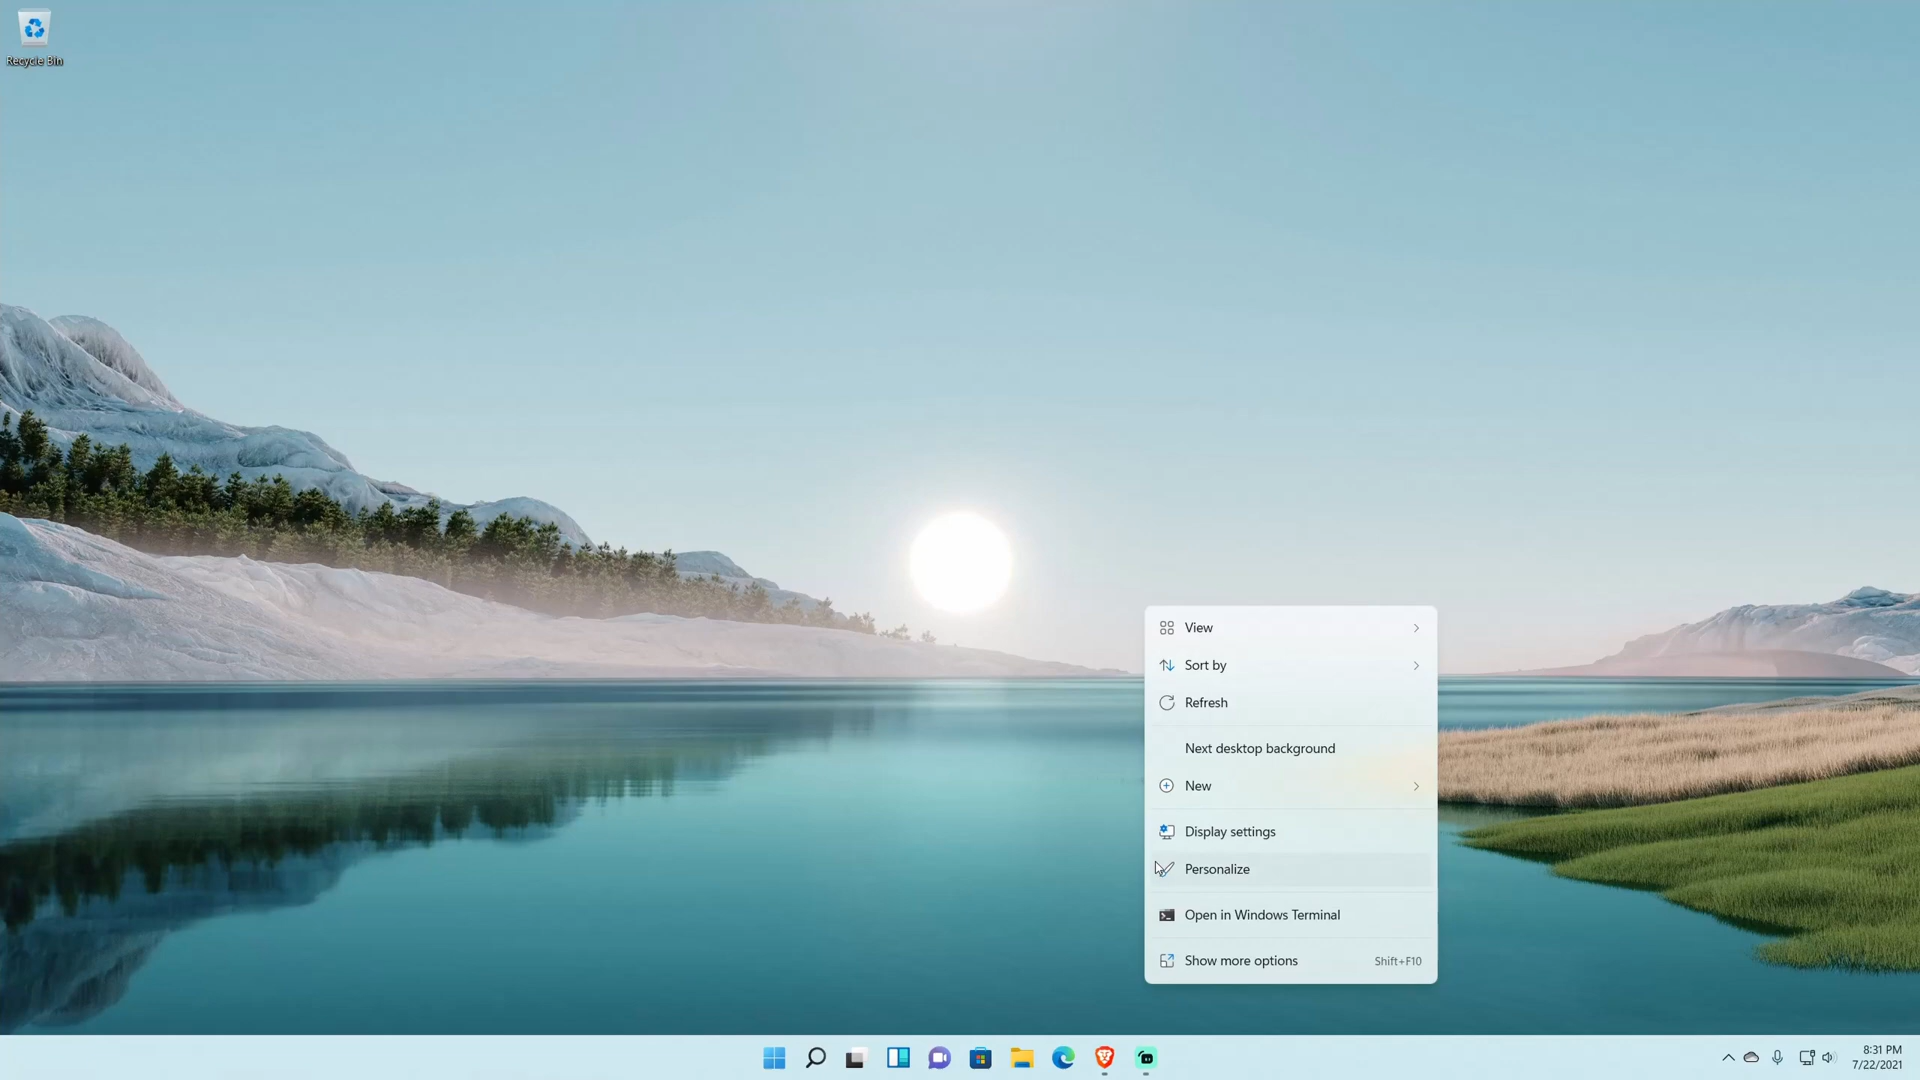 Recycle Bin
View
Sort by
Refresh
Next desktop background
New
Display settings
Personalize
Open in Windows Terminal
Show more options Shift+F10
8:31 PM
7/22/2021